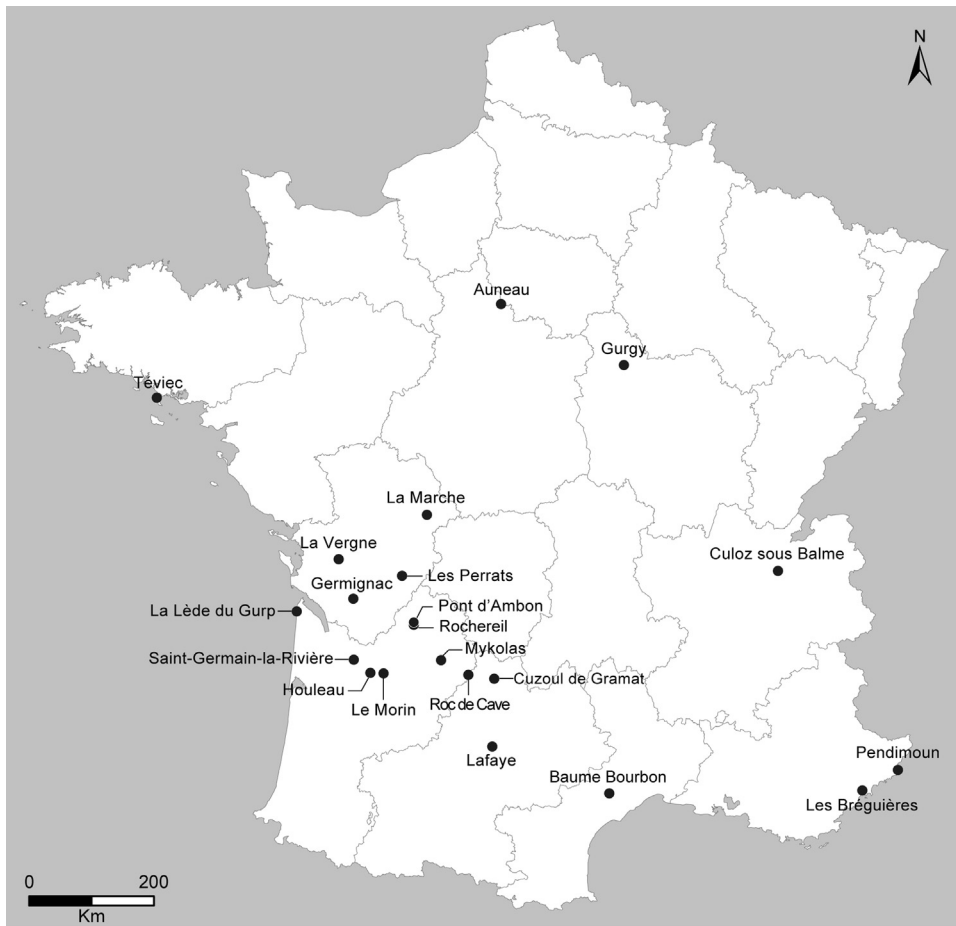 N
Auneau
Gurgy
Téviec
La Marche
La Vergne
Culoz sous Balme
Les Perrats
Germignac
La Lède du Gurp
Pont d'Ambon
Rochereil
Mykolas
Saint-Germain-la-Rivière
Cuzoul de Gramat
Houleau
Roc de Cave
Le Morin
Pendimoun
Lafaye
Baume Bourbon
Les Bréguières
0 200
Km